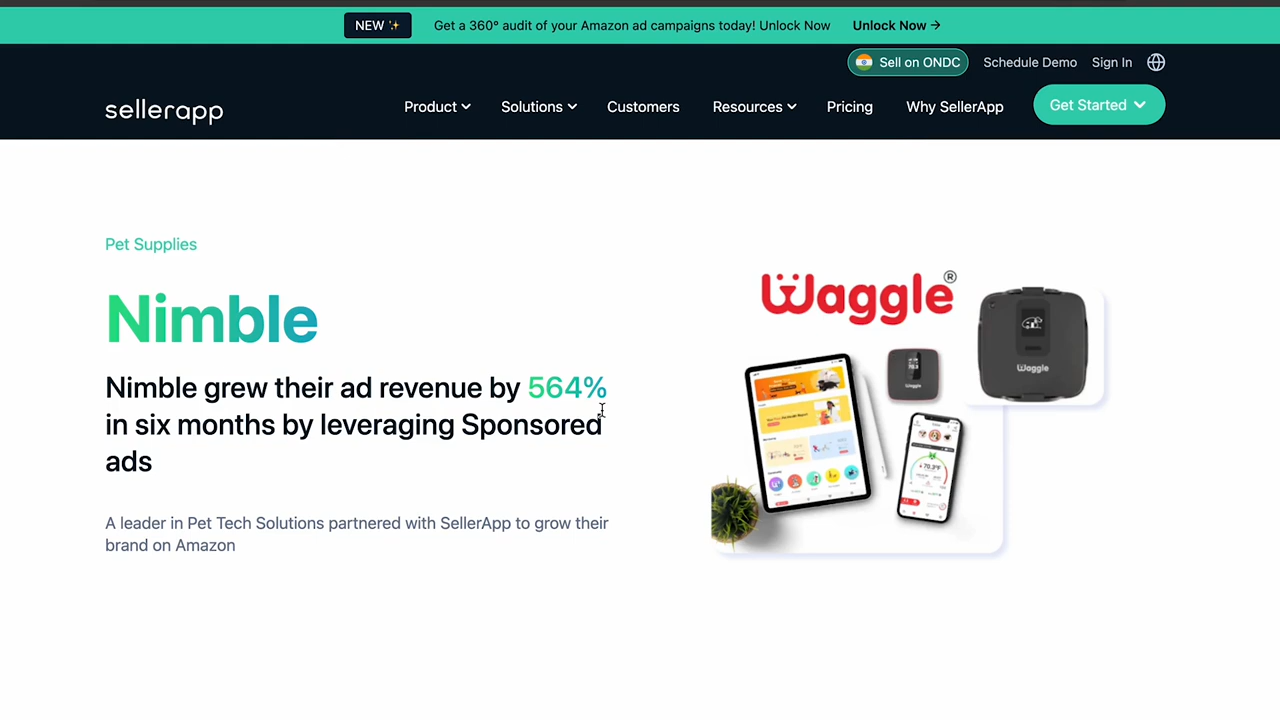 NEW ✨ Get a 360° audit of your Amazon ad campaigns today! Unlock Now Unlock Now →
Sell on ONDC Schedule Demo Sign In
sellerapp Product Solutions Customers Resources Pricing Why SellerApp Get Started
Pet Supplies
Nimble
Nimble grew their ad revenue by 564%
in six months by leveraging Sponsored
ads
A leader in Pet Tech Solutions partnered with SellerApp to grow their
brand on Amazon
Waggle®
Waggle
Waggle
70.3°F